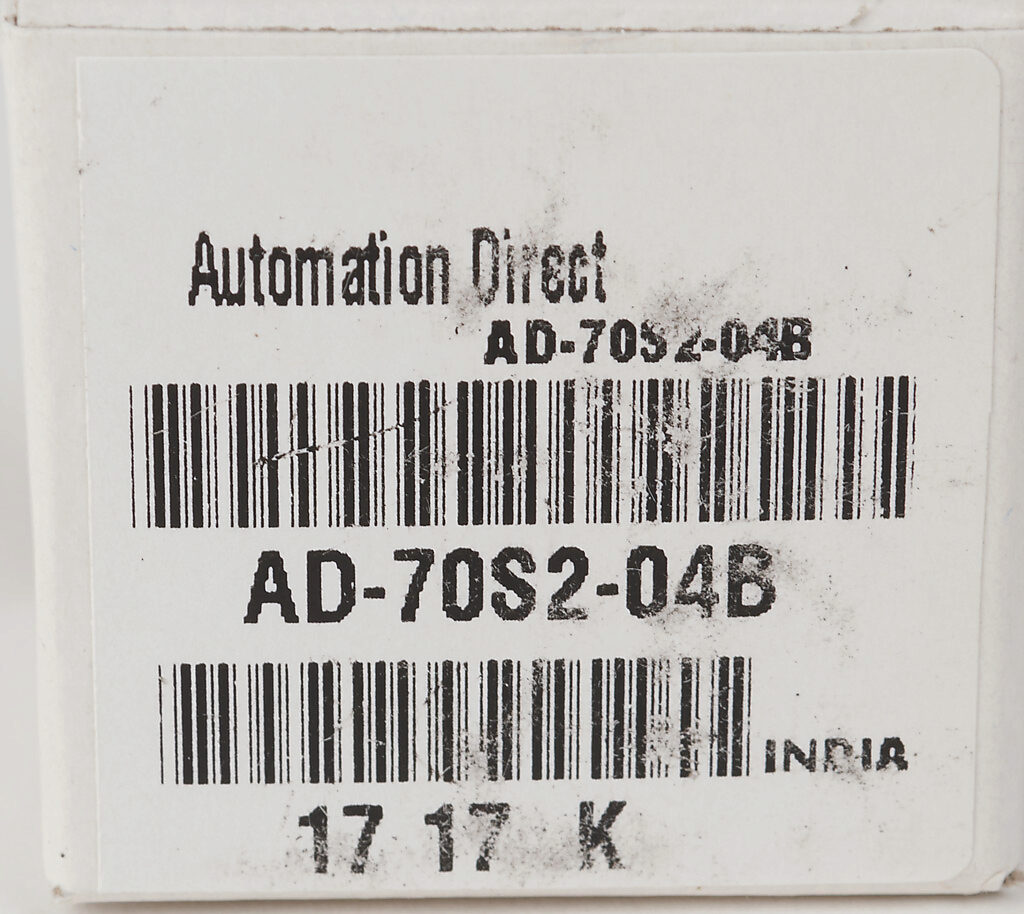 Automation Direct
AD-70S2-04B
AD-70S2-04B
INDIA
17 17 K